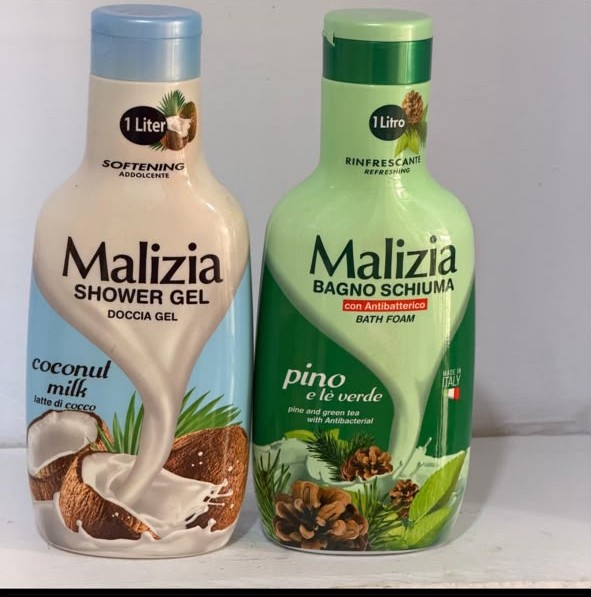 1 Liter
SOFTENING
ADDOLCENTE
Malizia
SHOWER GEL
DOCCIA GEL
coconut
milk
latte di cocco
1 Litro
RINFRESCANTE
REFRESHING
Malizia
BAGNO SCHIUMA
con Antibatterico
BATH FOAM
pino
e tè verde
pine and green tea
with Antibacterial
MADE IN
ITALY